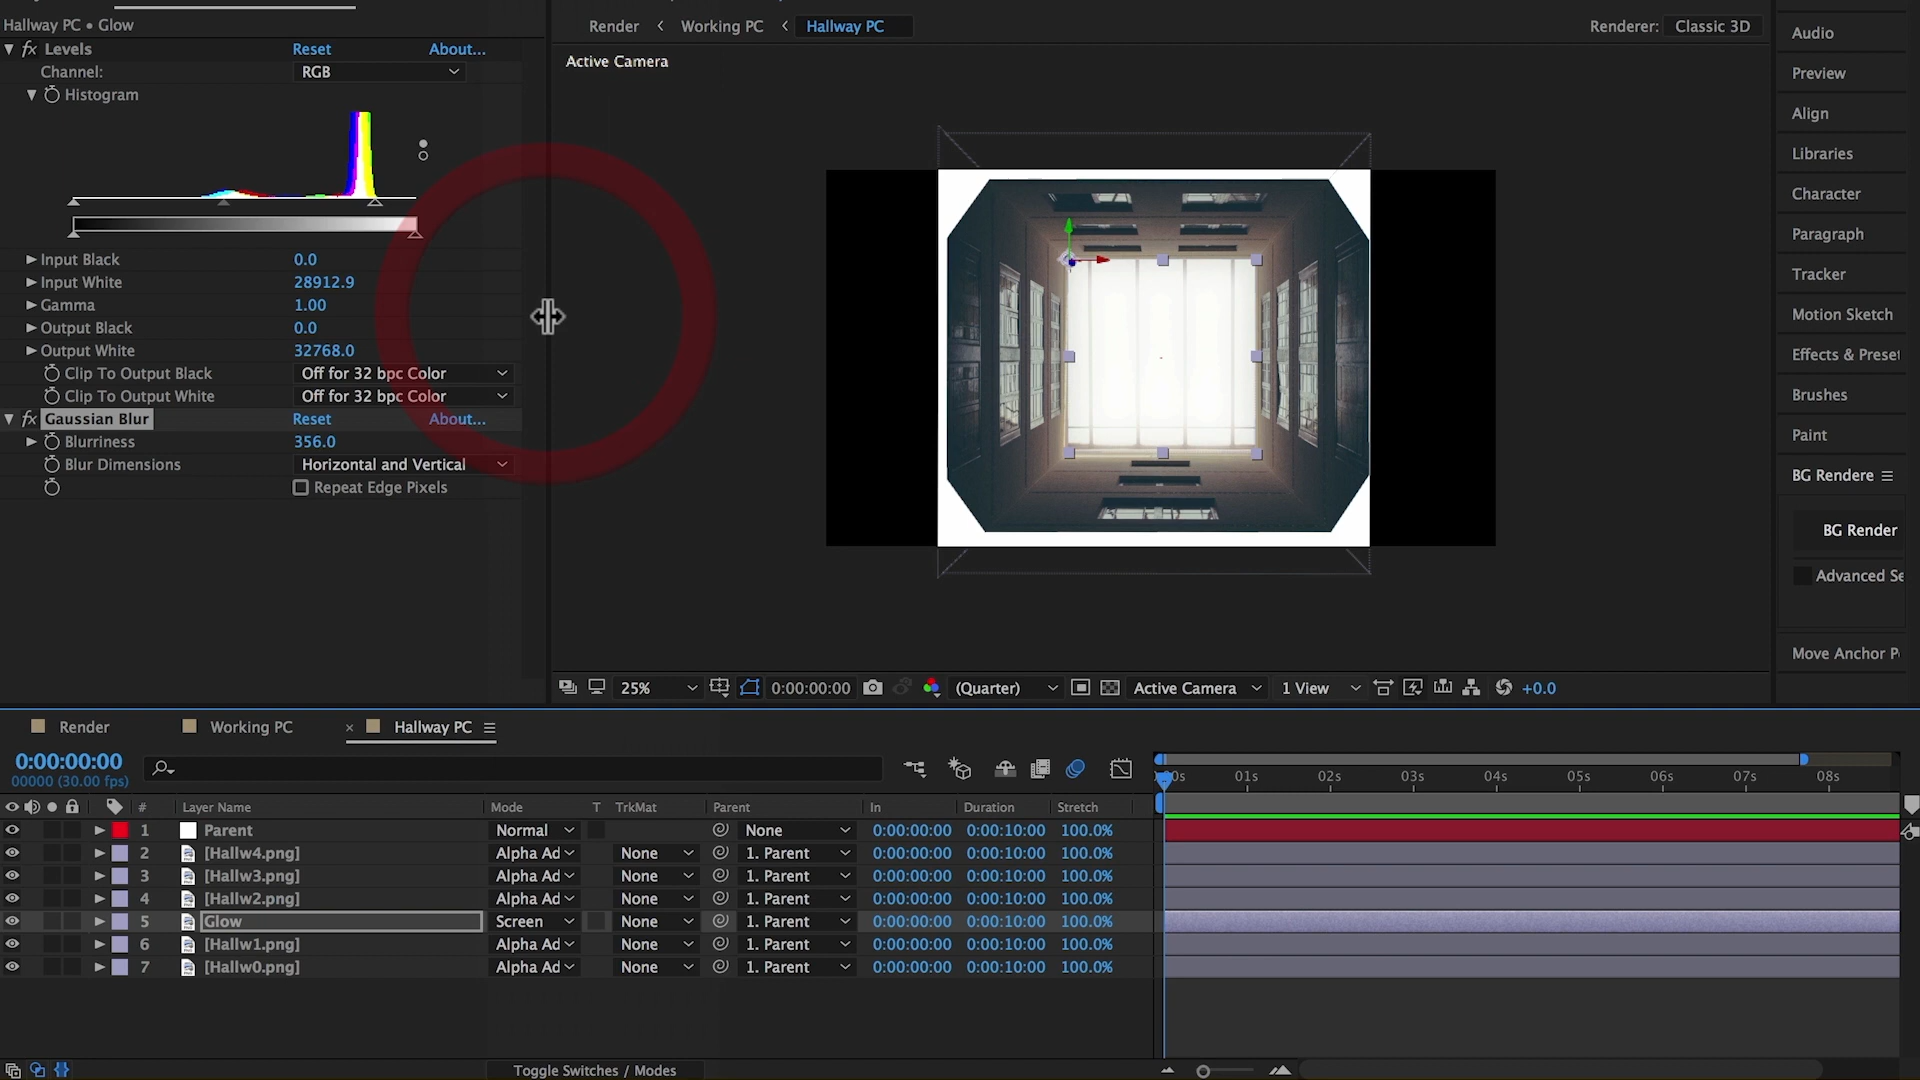 Hallway PC • Glow
fx Levels Reset About...
Channel: RGB
Histogram
Input Black 0.0
Input White 28912.9
Gamma 1.00
Output Black 0.0
Output White 32768.0
Clip To Output Black Off for 32 bpc Color
Clip To Output White Off for 32 bpc Color
fx Gaussian Blur Reset About...
Blurriness 356.0
Blur Dimensions Horizontal and Vertical
Repeat Edge Pixels
Render < Working PC < Hallway PC
Renderer: Classic 3D
Active Camera
25% 0:00:00:00 (Quarter) Active Camera 1 View +0.0
Audio
Preview
Align
Libraries
Character
Paragraph
Tracker
Motion Sketch
Effects & Preset
Brushes
Paint
BG Rendere
BG Render
Advanced Se
Move Anchor P
Render Working PC × Hallway PC
0:00:00:00
00000 (30.00 fps)
00s 01s 02s 03s 04s 05s 06s 07s 08s
# Layer Name Mode T TrkMat Parent In Duration Stretch
1 Parent Normal None 0:00:00:00 0:00:10:00 100.0%
2 [Hallw4.png] Alpha Ad None 1. Parent 0:00:00:00 0:00:10:00 100.0%
3 [Hallw3.png] Alpha Ad None 1. Parent 0:00:00:00 0:00:10:00 100.0%
4 [Hallw2.png] Alpha Ad None 1. Parent 0:00:00:00 0:00:10:00 100.0%
5 Glow Screen None 1. Parent 0:00:00:00 0:00:10:00 100.0%
6 [Hallw1.png] Alpha Ad None 1. Parent 0:00:00:00 0:00:10:00 100.0%
7 [Hallw0.png] Alpha Ad None 1. Parent 0:00:00:00 0:00:10:00 100.0%
Toggle Switches / Modes